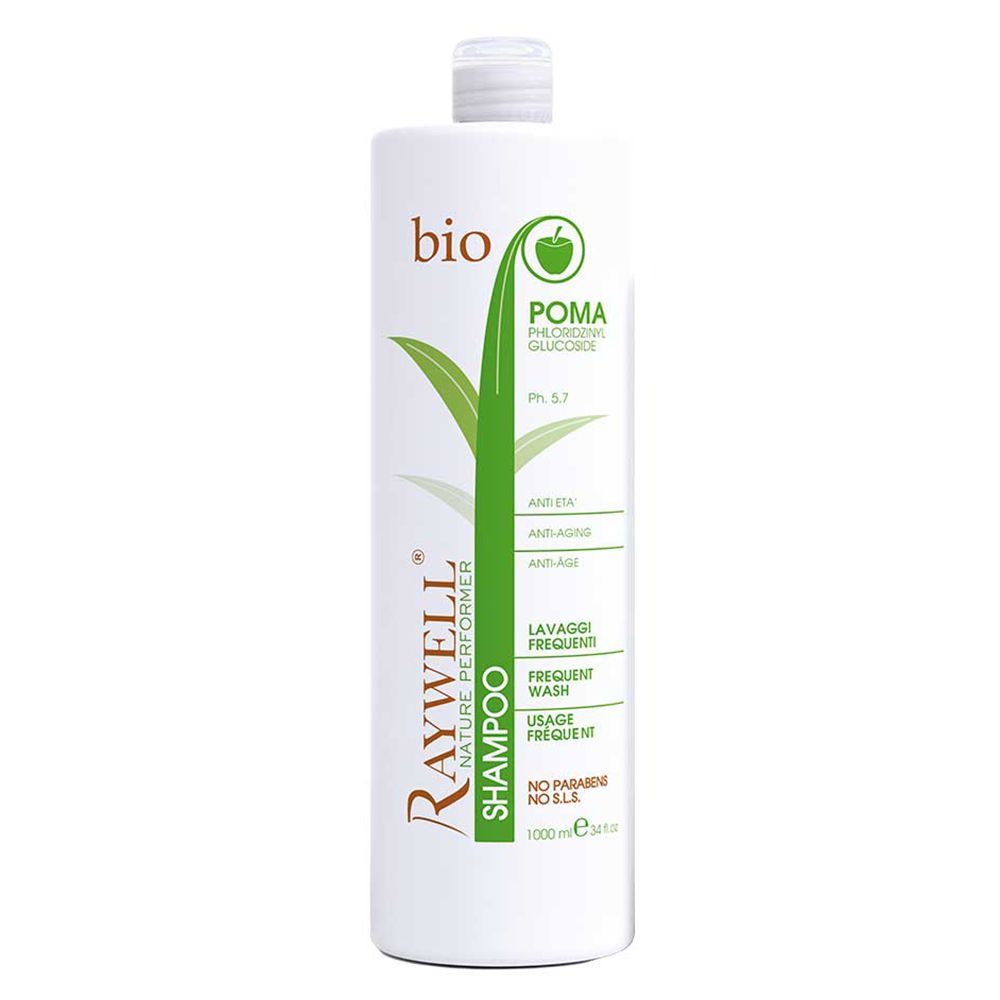 bio
POMA
PHLORIDZINYL
GLUCOSIDE
Ph. 5.7
ANTI ETA'
ANTI-AGING
ANTI-ÂGE
LAVAGGI
FREQUENTI
FREQUENT
WASH
USAGE
FRÉQUENT
NO PARABENS
NO S.L.S.
1000 ml e 34 fl.oz
RAYWELL®
NATURE PERFORMER
SHAMPOO